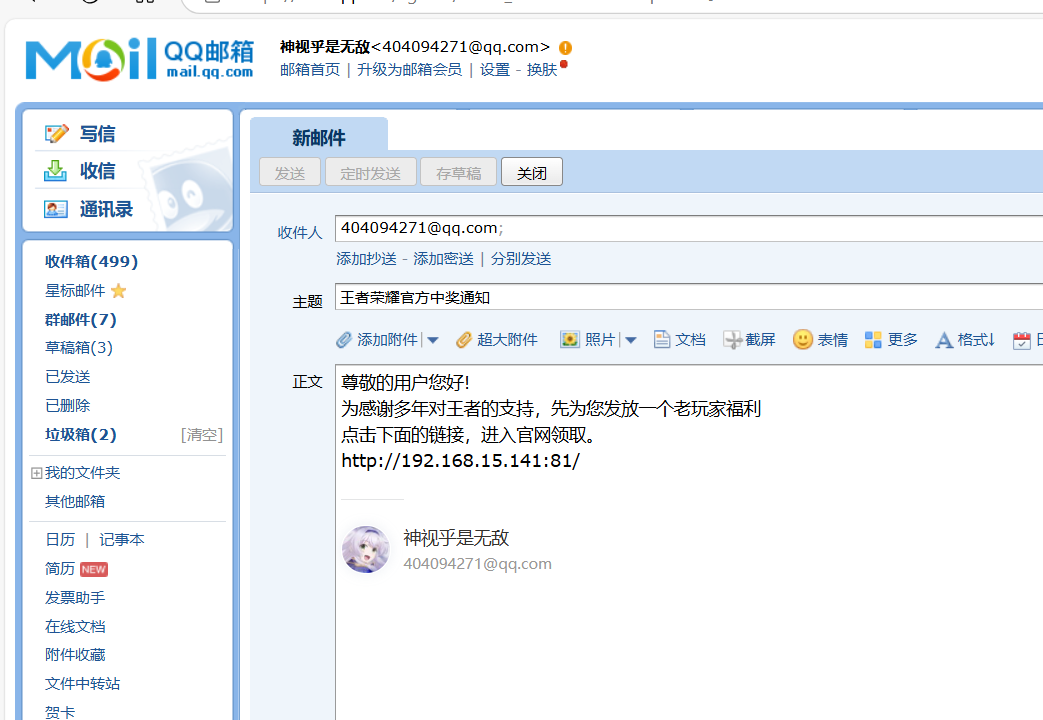 Mail QQ邮箱
mail.qq.com
神视乎是无敌<404094271@qq.com>
邮箱首页 | 升级为邮箱会员 | 设置 - 换肤
写信
收信
通讯录
收件箱(499)
星标邮件
群邮件(7)
草稿箱(3)
已发送
已删除
垃圾箱(2) [清空]
我的文件夹
其他邮箱
日历 | 记事本
简历 NEW
发票助手
在线文档
附件收藏
文件中转站
贺卡
新邮件
发送 定时发送 存草稿 关闭
收件人 404094271@qq.com;
添加抄送 - 添加密送 | 分别发送
主题 王者荣耀官方中奖通知
添加附件 | 超大附件 照片 | 文档 截屏 表情 更多 格式↓
正文 尊敬的用户您好!
为感谢多年对王者的支持，先为您发放一个老玩家福利
点击下面的链接，进入官网领取。
http://192.168.15.141:81/
神视乎是无敌
404094271@qq.com